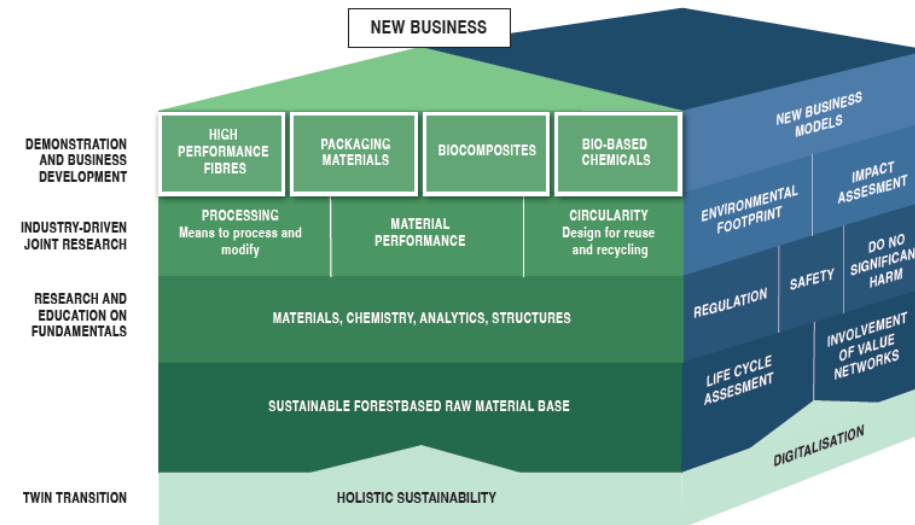 NEW BUSINESS
DEMONSTRATION
AND BUSINESS
DEVELOPMENT
HIGH
PERFORMANCE
FIBRES
PACKAGING
MATERIALS
BIOCOMPOSITES
BIO-BASED
CHEMICALS
INDUSTRY-DRIVEN
JOINT RESEARCH
PROCESSING
Means to process and
modify
MATERIAL
PERFORMANCE
CIRCULARITY
Design for reuse
and recycling
RESEARCH AND
EDUCATION ON
FUNDAMENTALS
MATERIALS, CHEMISTRY, ANALYTICS, STRUCTURES
SUSTAINABLE FORESTBASED RAW MATERIAL BASE
TWIN TRANSITION
HOLISTIC SUSTAINABILITY
NEW BUSINESS
MODELS
ENVIRONMENTAL
FOOTPRINT
IMPACT
ASSESMENT
REGULATION
SAFETY
DO NO
SIGNIFICAN
HARM
LIFE CYCLE
ASSESMENT
INVOLVEMENT
OF VALUE
NETWORKS
DIGITALISATION